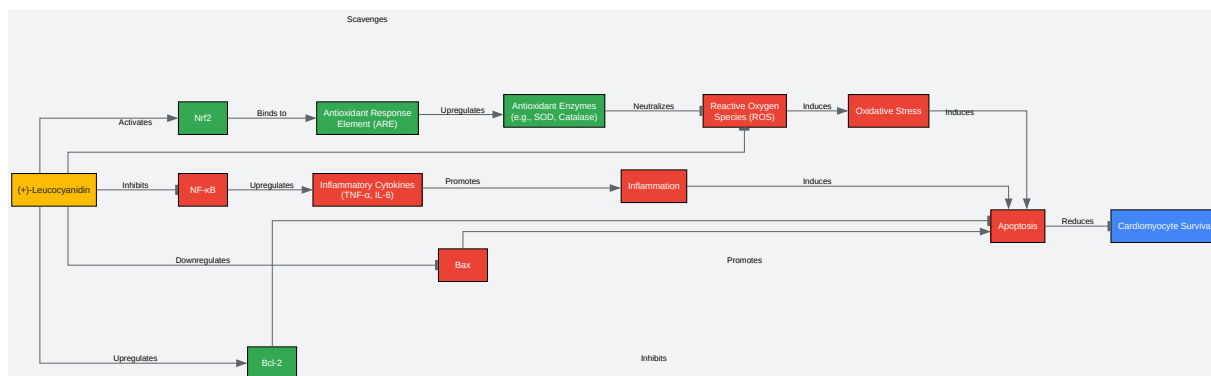 Scavenges
Activates
Nrf2
Binds to
Antioxidant Response
Element (ARE)
Upregulates
Antioxidant Enzymes
(e.g., SOD, Catalase)
Neutralizes
Reactive Oxygen
Species (ROS)
Induces
Oxidative Stress
Induces
(+)-Leucocyanidin
Inhibits
NF-κB
Upregulates
Inflammatory Cytokines
(TNF-α, IL-6)
Promotes
Inflammation
Induces
Apoptosis
Reduces
Cardiomyocyte Surviva
Downregulates
Bax
Promotes
Upregulates
Bcl-2
Inhibits